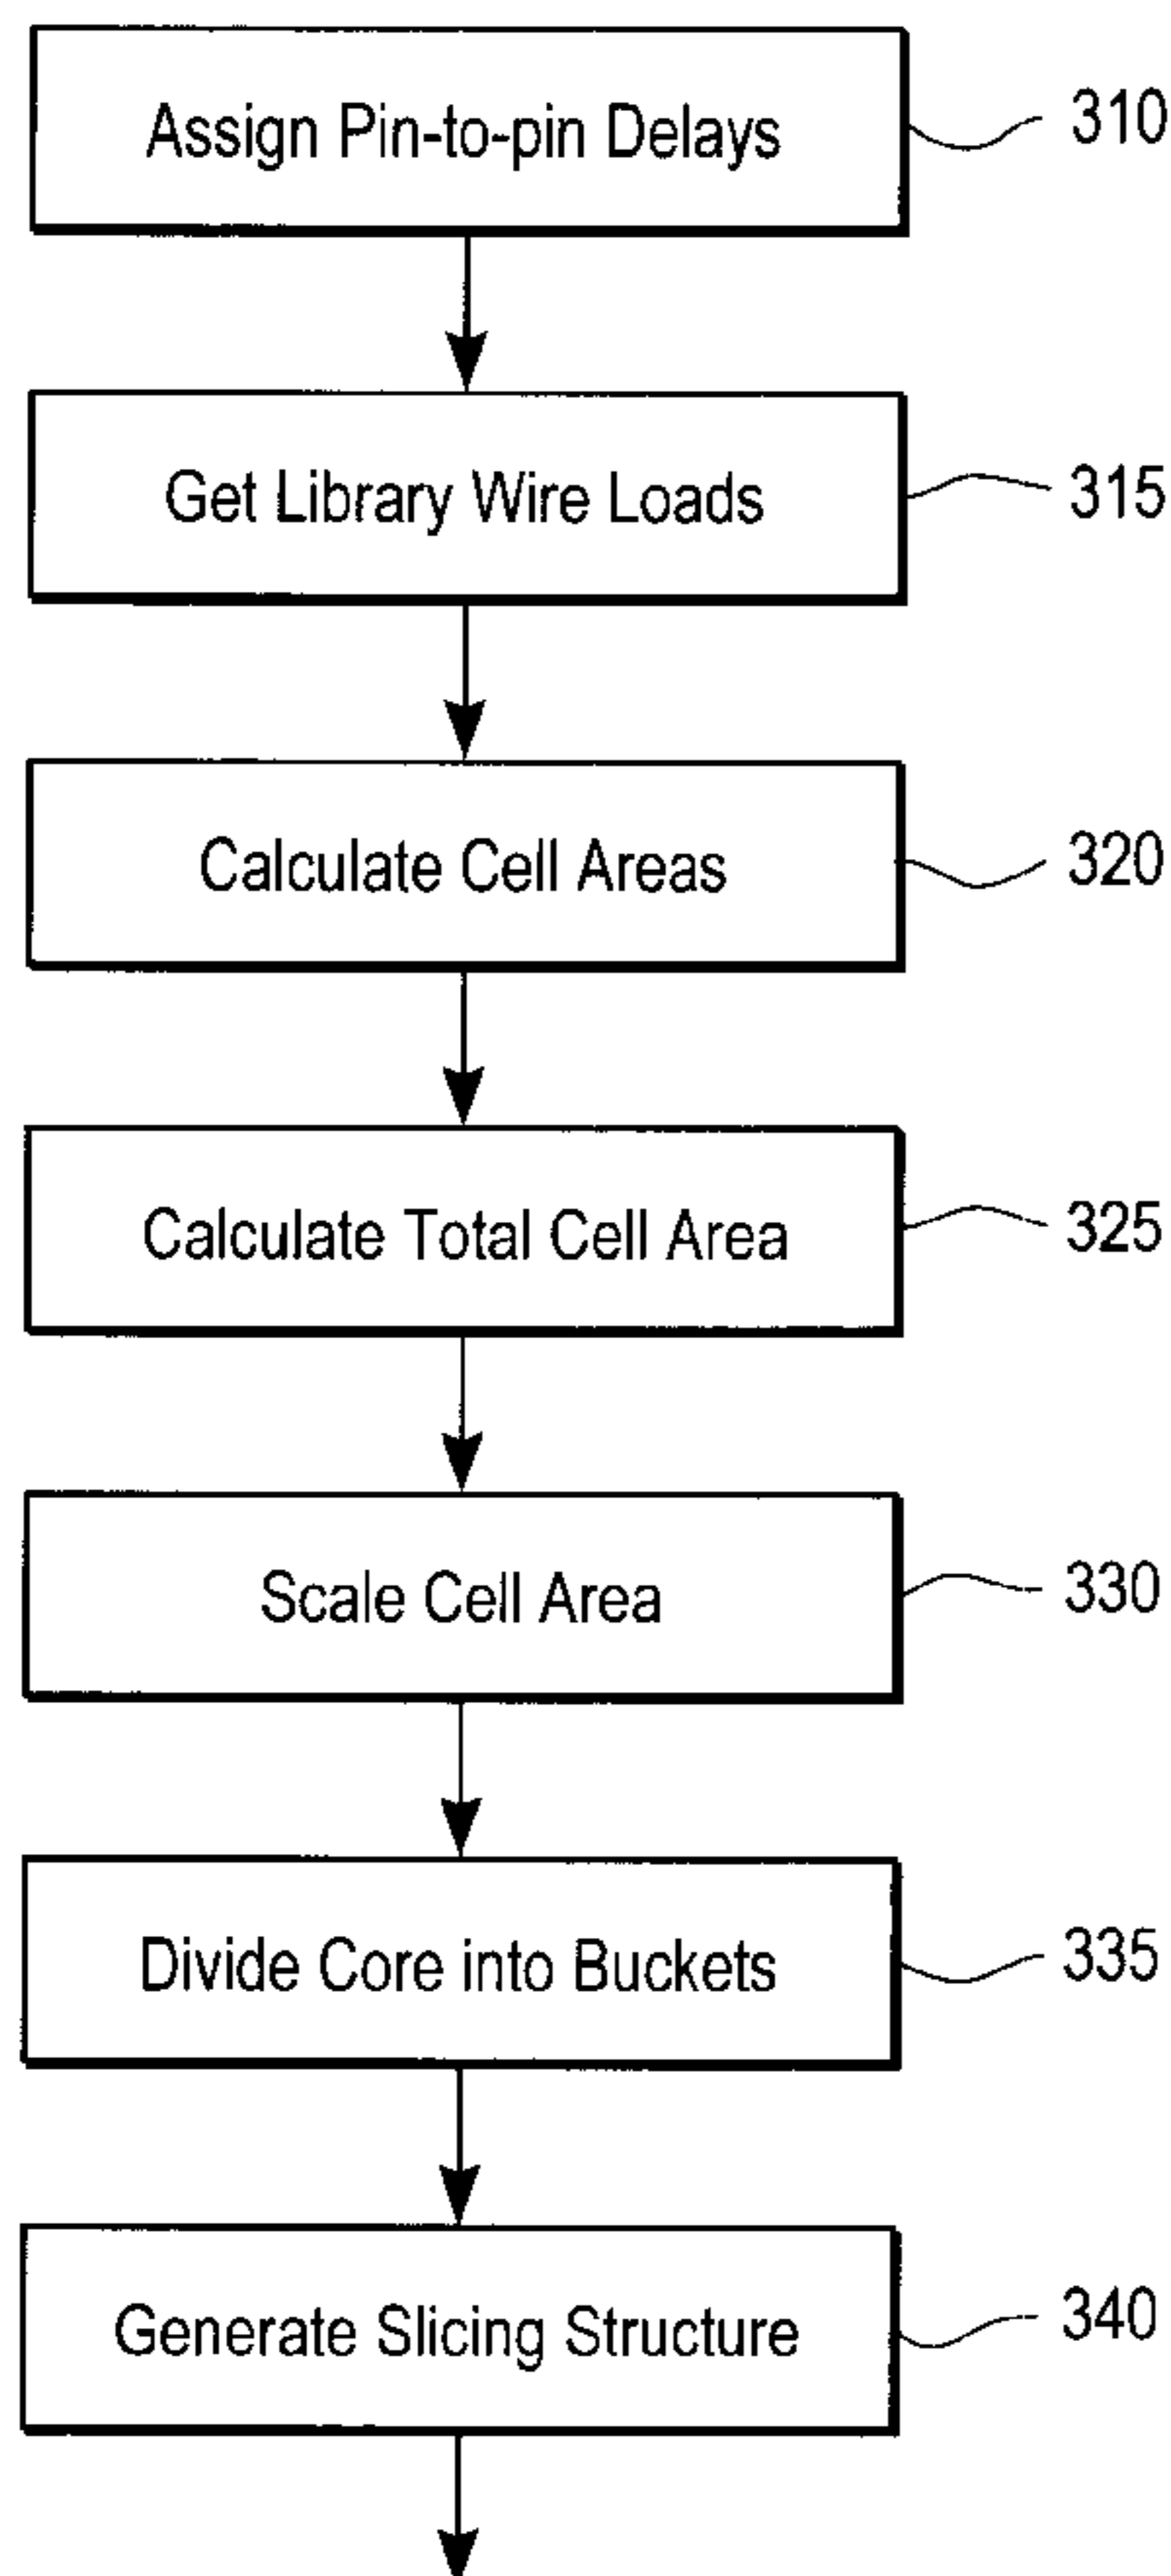 Assign Pin-to-pin Delays 310
Get Library Wire Loads 315
Calculate Cell Areas 320
Calculate Total Cell Area 325
Scale Cell Area 330
Divide Core into Buckets 335
Generate Slicing Structure 340